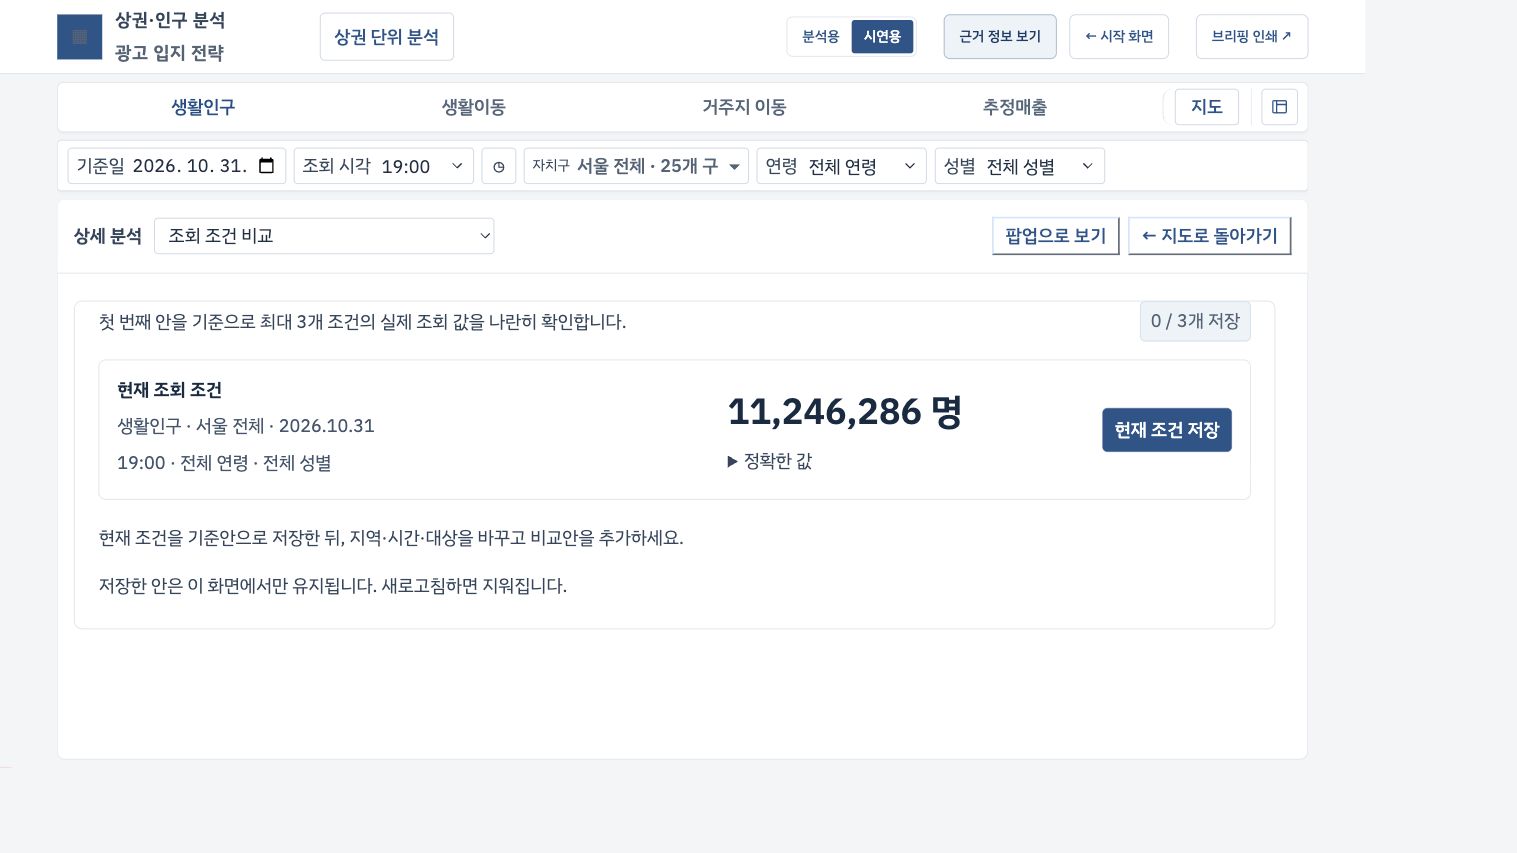 상권·인구 분석
광고 입지 전략
상권 단위 분석
분석용
시연용
근거 정보 보기
← 시작 화면
브리핑 인쇄 ↗
생활인구
생활이동
거주지 이동
추정매출
지도
기준일 2026. 10. 31.
조회 시각 19:00
자치구 서울 전체 · 25개 구
연령 전체 연령
성별 전체 성별
상세 분석
조회 조건 비교
팝업으로 보기
← 지도로 돌아가기
첫 번째 안을 기준으로 최대 3개 조건의 실제 조회 값을 나란히 확인합니다.
0 / 3개 저장
현재 조회 조건
생활인구 · 서울 전체 · 2026.10.31
19:00 · 전체 연령 · 전체 성별
11,246,286 명
▶ 정확한 값
현재 조건 저장
현재 조건을 기준안으로 저장한 뒤, 지역·시간·대상을 바꾸고 비교안을 추가하세요.
저장한 안은 이 화면에서만 유지됩니다. 새로고침하면 지워집니다.